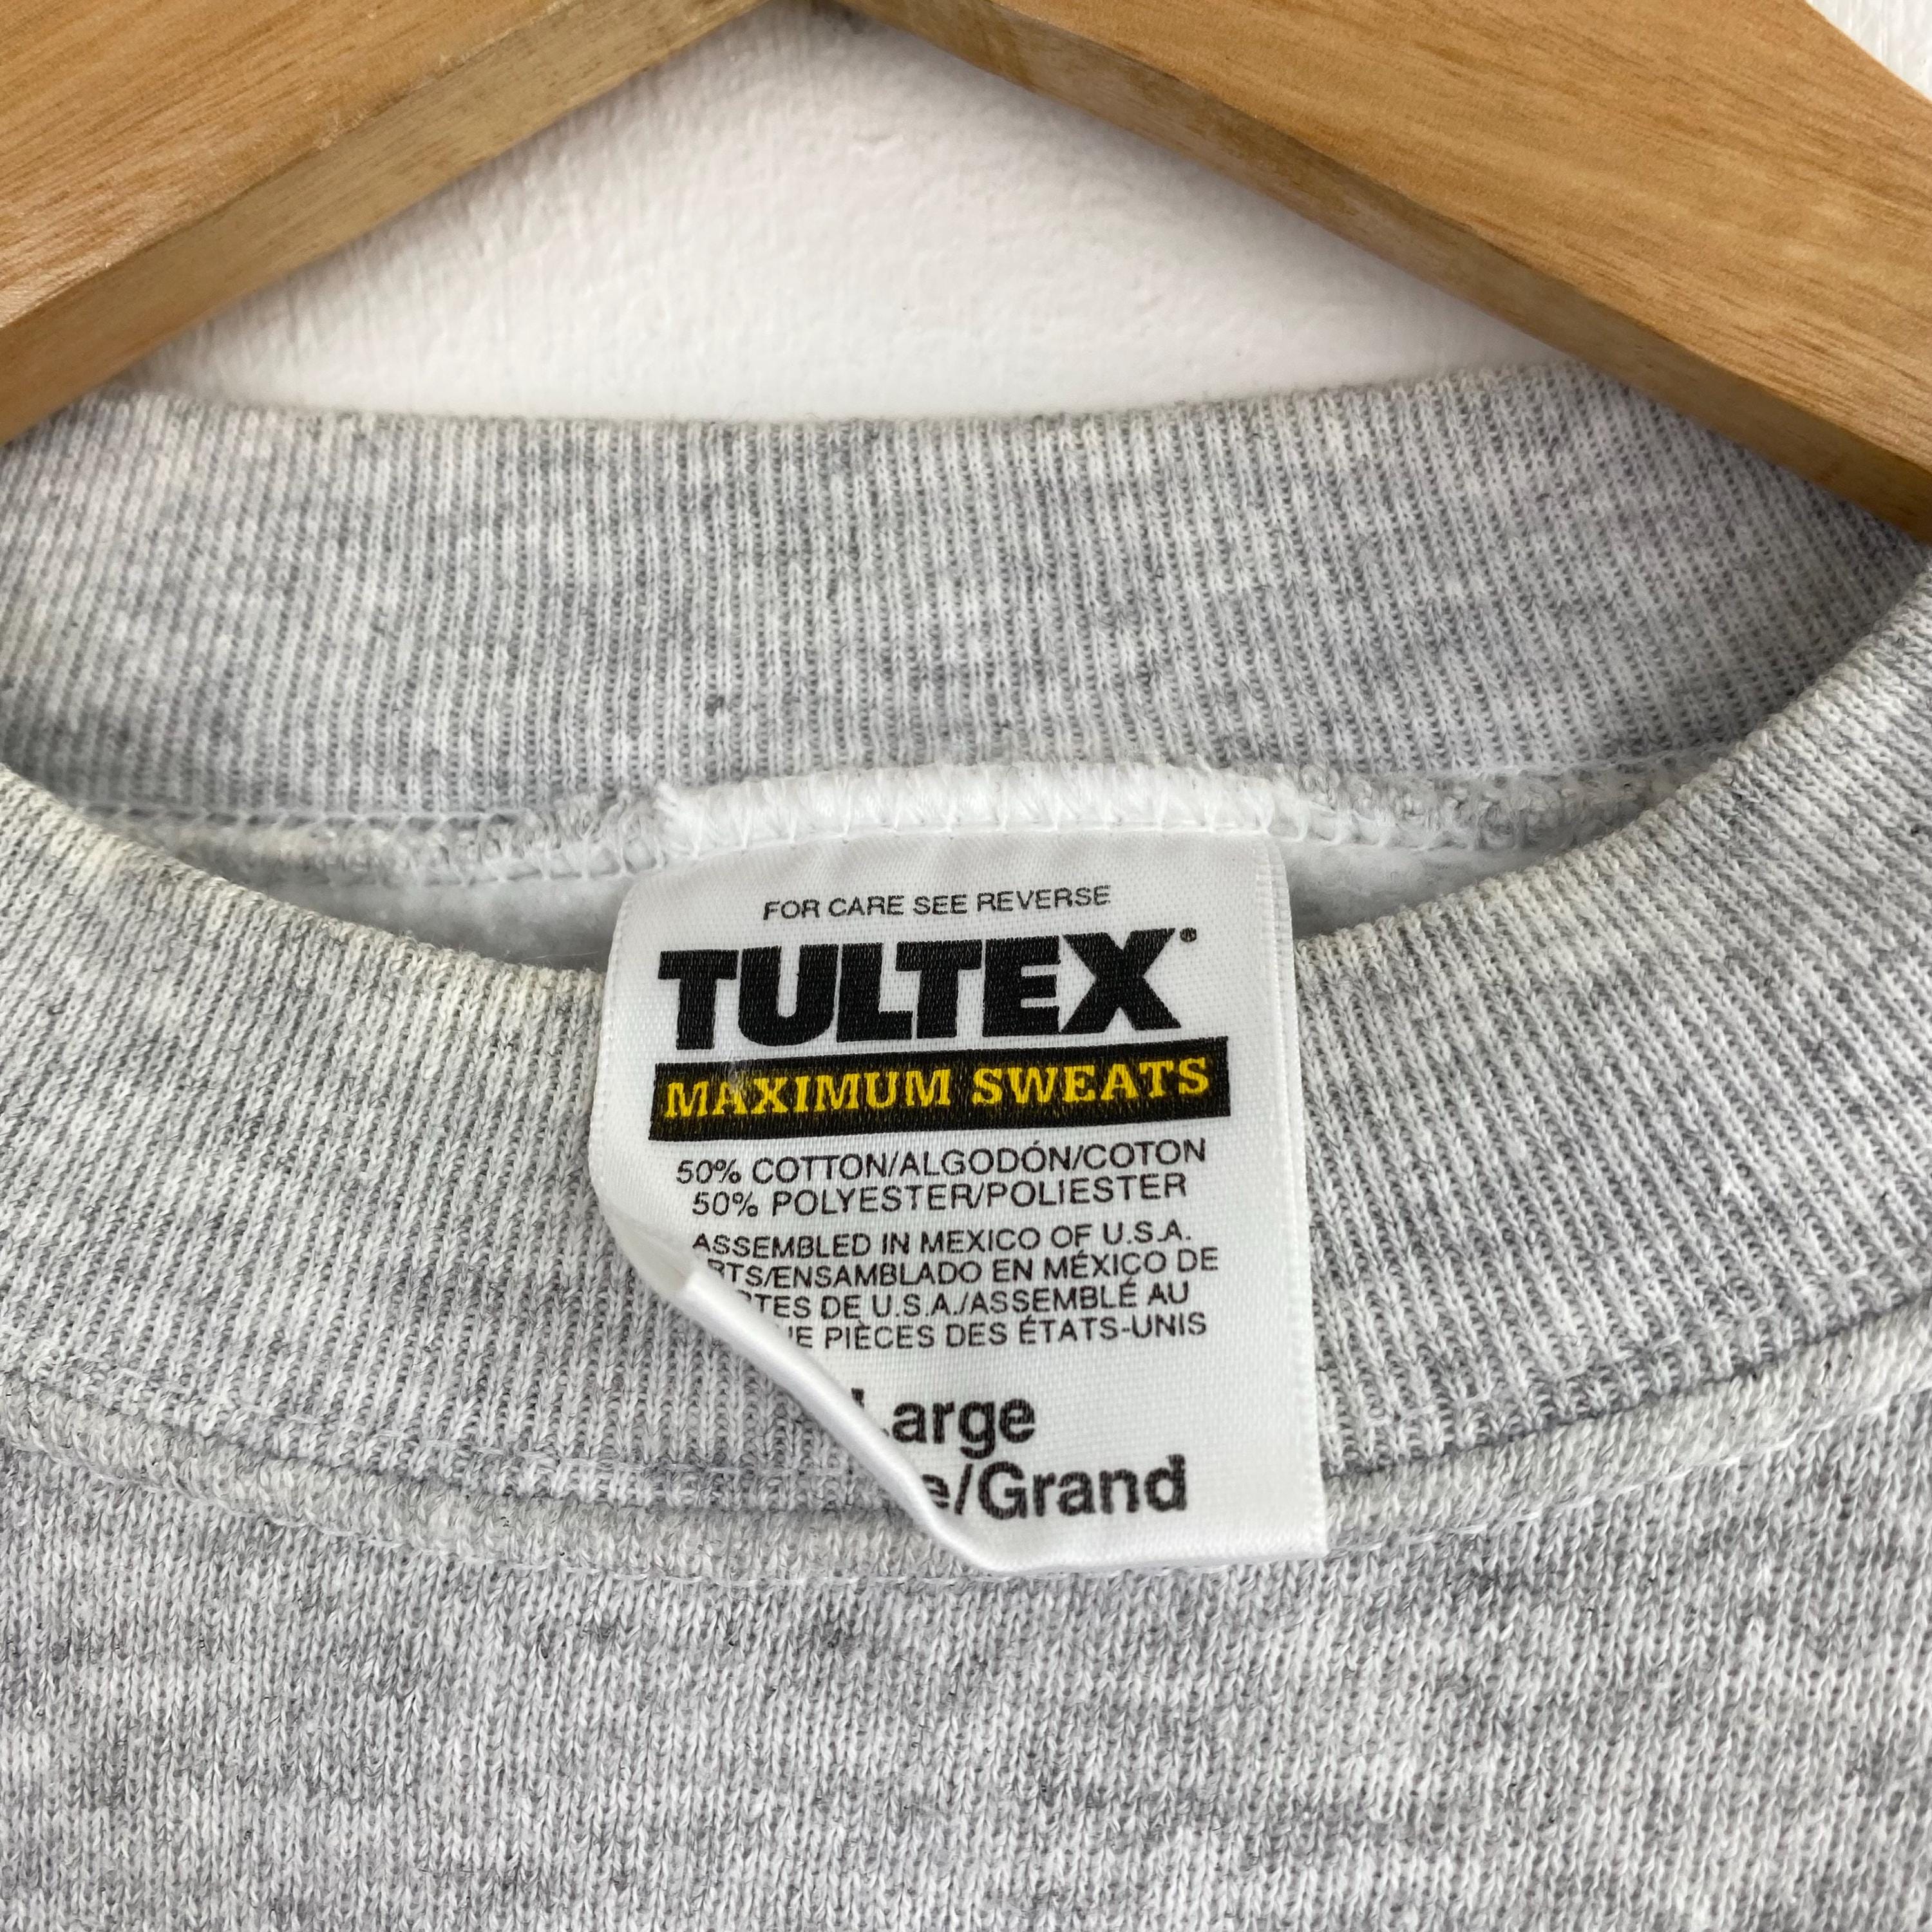 FOR CARE SEE REVERSE
TULTEX
MAXIMUM SWEATS
50% COTTON/ALGODÓN/COTON
50% POLYESTER/POLIESTER
ASSEMBLED IN MEXICO OF U.S.A.
ENSAMBLADO EN MÉXICO DE
DE U.S.A./ASSEMBLÉ AU
PIÈCES DES ÉTATS-UNIS
Large
/Grand